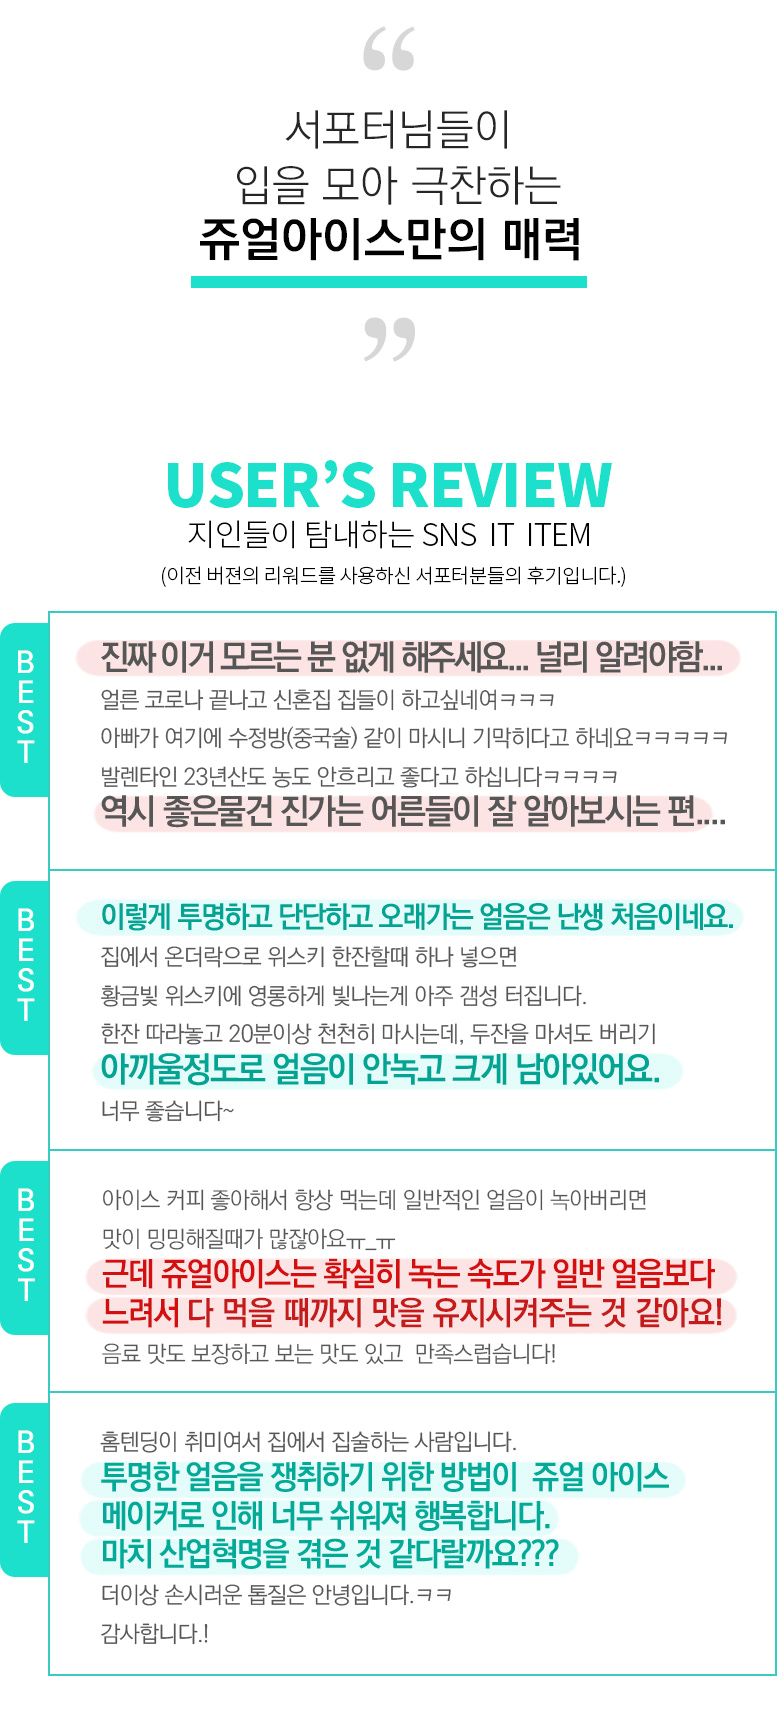 “
서포터님들이
입을 모아 극찬하는
쥬얼아이스만의 매력
”
USER’S REVIEW
지인들이 탐내하는 SNS IT ITEM
(이전 버젼의 리워드를 사용하신 서포터분들의 후기입니다.)
BEST
진짜 이거 모르는 분 없게 해주세요... 널리 알려야함...
얼른 코로나 끝나고 신혼집 집들이 하고싶네여ㅋㅋㅋ
아빠가 여기에 수정방(중국술) 같이 마시니 기막히다고 하네요ㅋㅋㅋㅋㅋ
발렌타인 23년산도 농도 안흐리고 좋다고 하십니다ㅋㅋㅋㅋ
역시 좋은물건 진가는 어른들이 잘 알아보시는 편....
BEST
이렇게 투명하고 단단하고 오래가는 얼음은 난생 처음이네요.
집에서 온더락으로 위스키 한잔할때 하나 넣으면
황금빛 위스키에 영롱하게 빛나는게 아주 갬성 터집니다.
한잔 따라놓고 20분이상 천천히 마시는데, 두잔을 마셔도 버리기
아까울정도로 얼음이 안녹고 크게 남아있어요.
너무 좋습니다~
BEST
아이스 커피 좋아해서 항상 먹는데 일반적인 얼음이 녹아버리면
맛이 밍밍해질때가 많잖아요ㅠ_ㅠ
근데 쥬얼아이스는 확실히 녹는 속도가 일반 얼음보다
느려서 다 먹을 때까지 맛을 유지시켜주는 것 같아요!
음료 맛도 보장하고 보는 맛도 있고 만족스럽습니다!
BEST
홈텐딩이 취미여서 집에서 집술하는 사람입니다.
투명한 얼음을 쟁취하기 위한 방법이 쥬얼 아이스
메이커로 인해 너무 쉬워져 행복합니다.
마치 산업혁명을 겪은 것 같다랄까요???
더이상 손시러운 톱질은 안녕입니다.ㅋㅋ
감사합니다.!